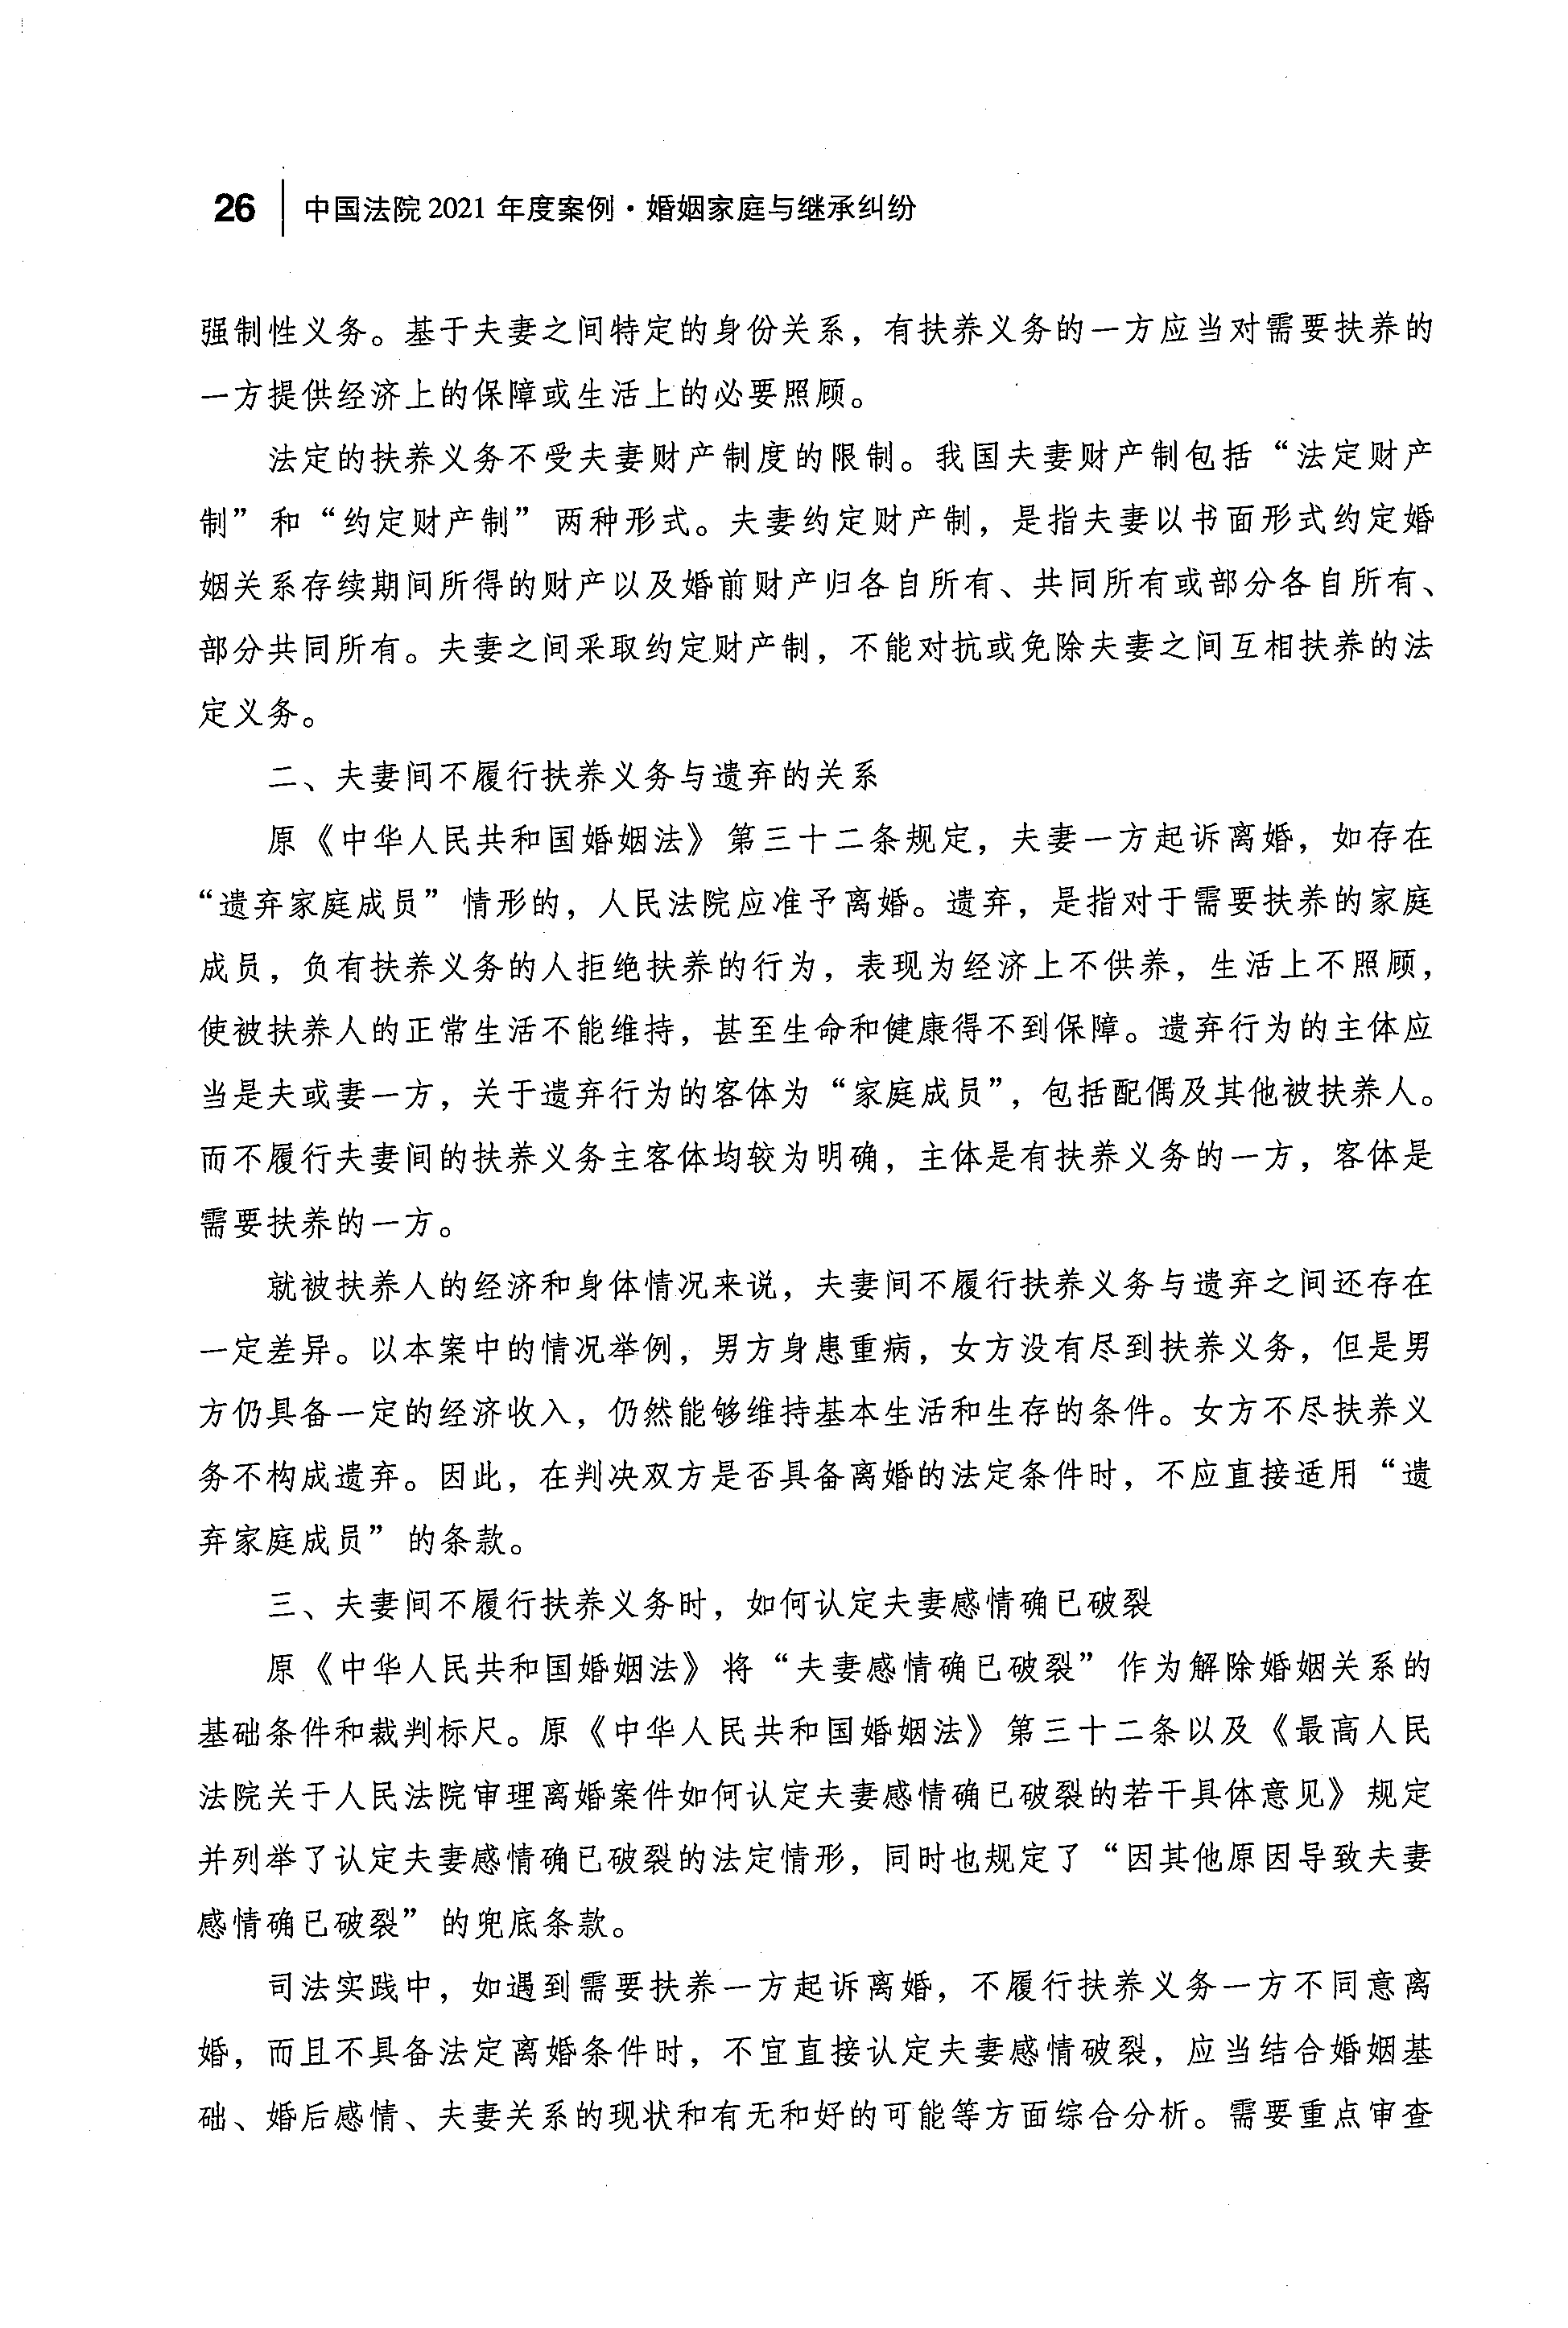 26 中国法院2021年度案例·婚姻家庭与继承纠纷
强制性义务。基于夫妻之间特定的身份关系，有扶养义务的一方应当对需要扶养的
一方提供经济上的保障或生活上的必要照顾。
法定的扶养义务不受夫妻财产制度的限制。我国夫妻财产制包括“法定财产
制”和“约定财产制”两种形式。夫妻约定财产制，是指夫妻以书面形式约定婚
姻关系存续期间所得的财产以及婚前财产归各自所有、共同所有或部分各自所有、
部分共同所有。夫妻之间采取约定财产制，不能对抗或免除夫妻之间互相扶养的法
定义务。
二、夫妻间不履行扶养义务与遗弃的关系
原《中华人民共和国婚姻法》第三十二条规定，夫妻一方起诉离婚，如存在
“遗弃家庭成员”情形的，人民法院应准予离婚。遗弃，是指对于需要扶养的家庭
成员，负有扶养义务的人拒绝扶养的行为，表现为经济上不供养，生活上不照顾，
使被扶养人的正常生活不能维持，甚至生命和健康得不到保障。遗弃行为的主体应
当是夫或妻一方，关于遗弃行为的客体为“家庭成员”，包括配偶及其他被扶养人。
而不履行夫妻间的扶养义务主客体均较为明确，主体是有扶养义务的一方，客体是
需要扶养的一方。
就被扶养人的经济和身体情况来说，夫妻间不履行扶养义务与遗弃之间还存在
一定差异。以本案中的情况举例，男方身患重病，女方没有尽到扶养义务，但是男
方仍具备一定的经济收入，仍然能够维持基本生活和生存的条件。女方不尽扶养义
务不构成遗弃。因此，在判决双方是否具备离婚的法定条件时，不应直接适用“遗
弃家庭成员”的条款。
三、夫妻间不履行扶养义务时，如何认定夫妻感情确已破裂
原《中华人民共和国婚姻法》将“夫妻感情确已破裂”作为解除婚姻关系的
基础条件和裁判标尺。原《中华人民共和国婚姻法》第三十二条以及《最高人民
法院关于人民法院审理离婚案件如何认定夫妻感情确已破裂的若干具体意见》规定
并列举了认定夫妻感情确已破裂的法定情形，同时也规定了“因其他原因导致夫妻
感情确已破裂”的兜底条款。
司法实践中，如遇到需要扶养一方起诉离婚，不履行扶养义务一方不同意离
婚，而且不具备法定离婚条件时，不宜直接认定夫妻感情破裂，应当结合婚姻基
础、婚后感情、夫妻关系的现状和有无和好的可能等方面综合分析。需要重点审查